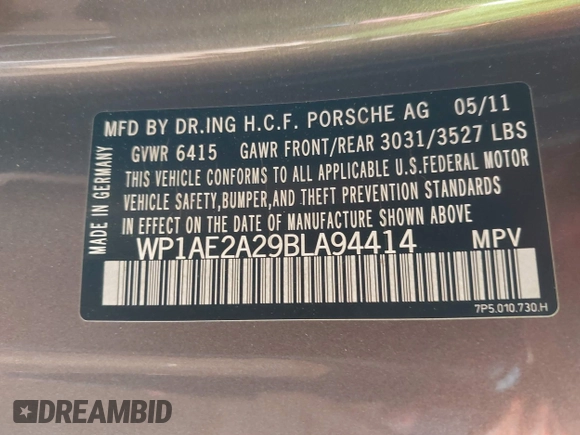 MFD BY DR.ING H.C.F. PORSCHE AG 05/11
GVWR 6415 GAWR FRONT/REAR 3031/3527 LBS
THIS VEHICLE CONFORMS TO ALL APPLICABLE U.S.FEDERAL MOTOR
VEHICLE SAFETY,BUMPER,AND THEFT PREVENTION STANDARDS
IN EFFECT ON THE DATE OF MANUFACTURE SHOWN ABOVE
WP1AE2A29BLA94414 MPV
MADE IN GERMANY
7P5.010.730.H
DREAMBID